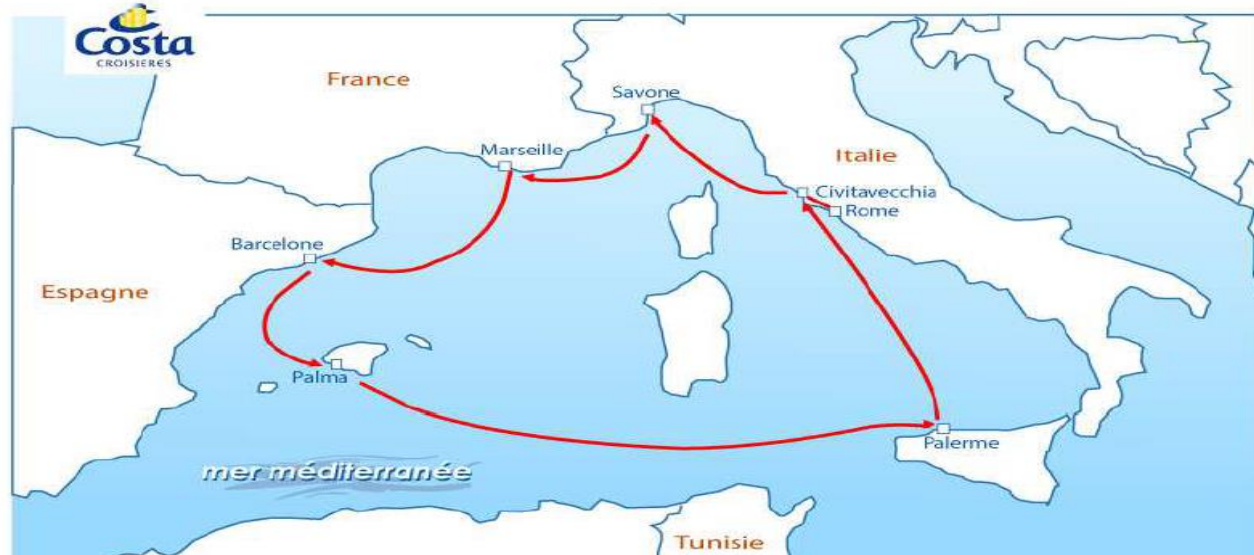 Costa
CROISIERES
France
Savone
Marseille
Italie
Civitavecchia
Rome
Barcelone
Espagne
Palma
Palerme
mer méditerranée
Tunisie